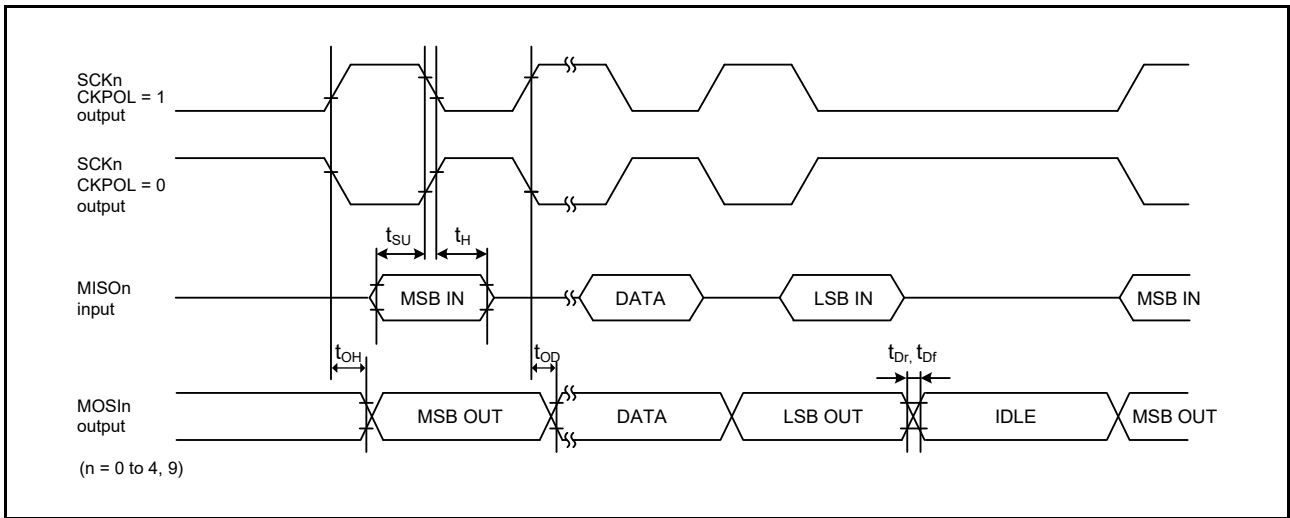 SCKn
CKPOL = 1
output
SCKn
CKPOL = 0
output
tSU
tH
MISOn
input
MSB IN
DATA
LSB IN
MSB IN
tOH
tOD
tDr, tDf
MOSIn
output
MSB OUT
DATA
LSB OUT
IDLE
MSB OUT
(n = 0 to 4, 9)